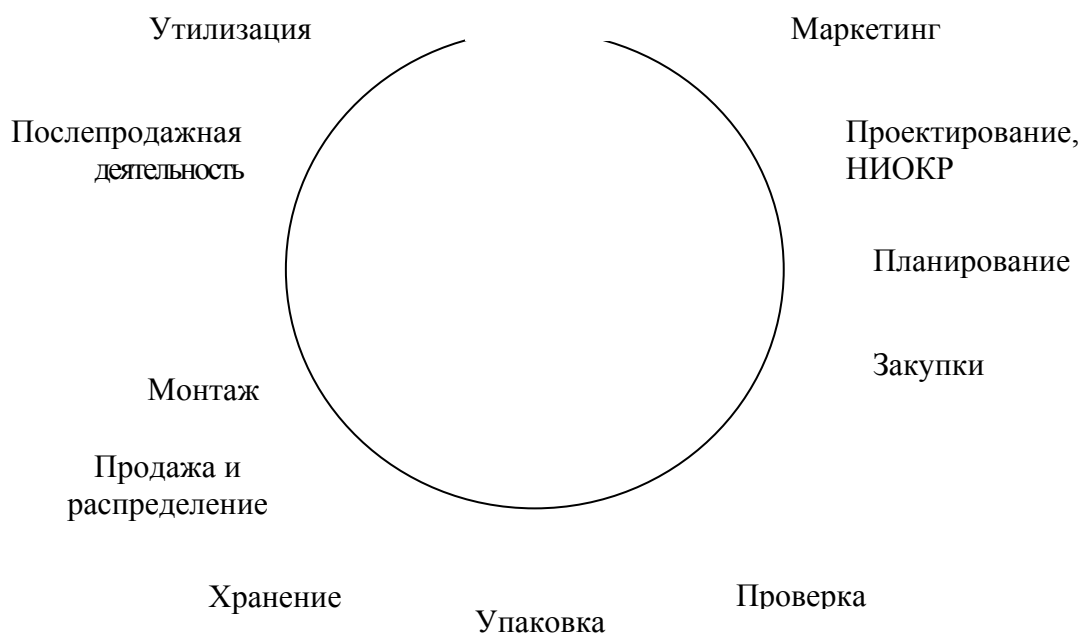 Утилизация
Маркетинг
Послепродажная
деятельность
Проектирование,
НИОКР
Планирование
Закупки
Монтаж
Продажа и
распределение
Хранение
Упаковка
Проверка